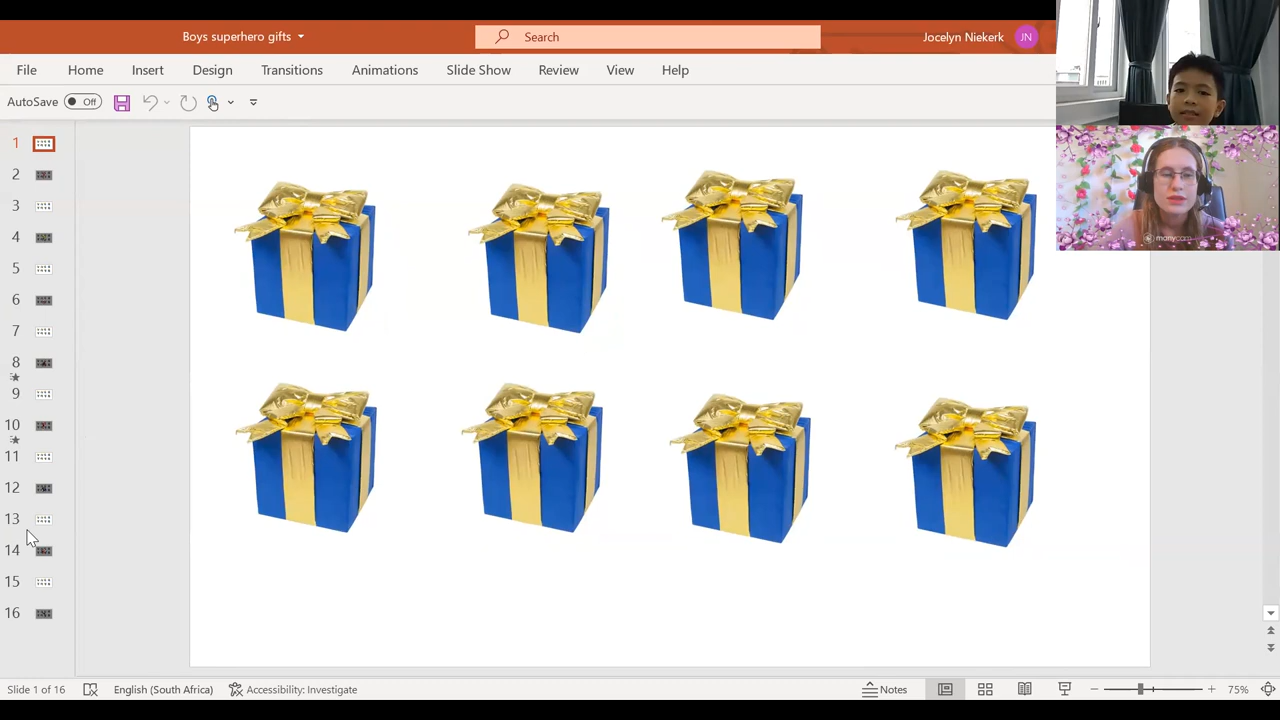 Boys superhero gifts
Search
Jocelyn Niekerk JN
File Home Insert Design Transitions Animations Slide Show Review View Help
AutoSave Off
1
2
3
4
5
6
7
8
9
10
11
12
13
14
15
16
manycam
Slide 1 of 16 English (South Africa) Accessibility: Investigate Notes 75%